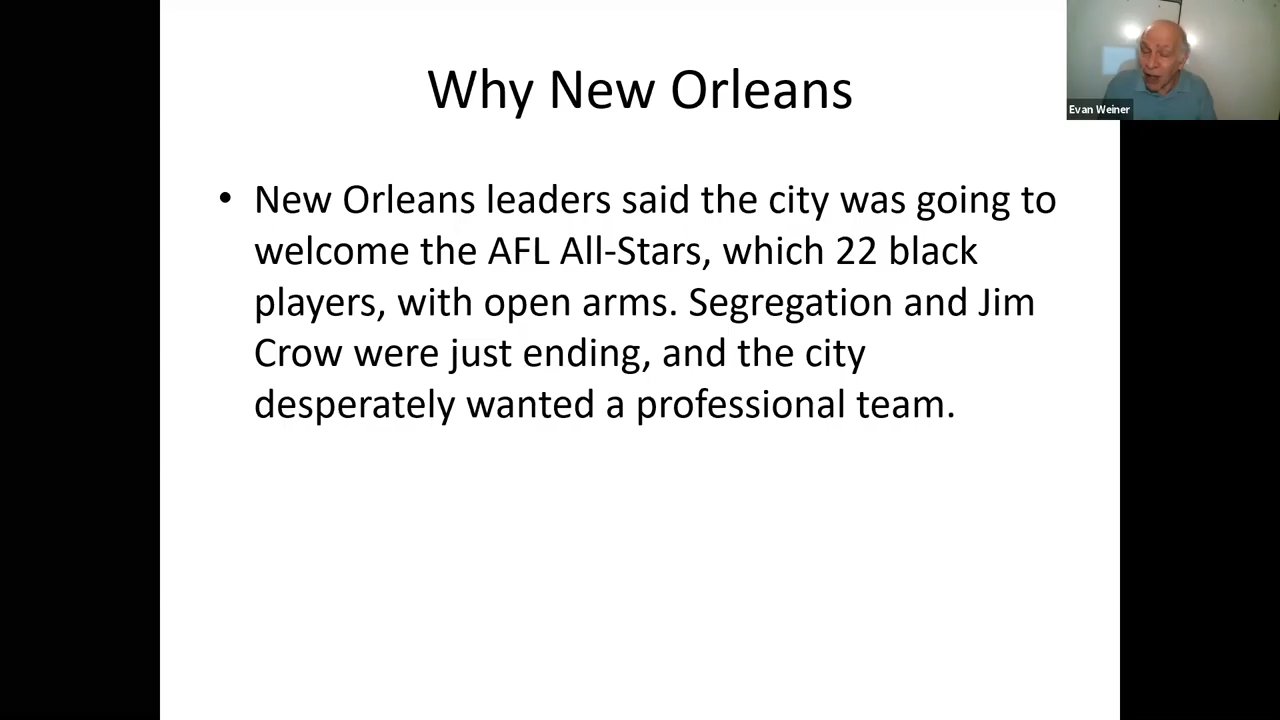 Why New Orleans
Evan Weiner
• New Orleans leaders said the city was going to
welcome the AFL All-Stars, which 22 black
players, with open arms. Segregation and Jim
Crow were just ending, and the city
desperately wanted a professional team.